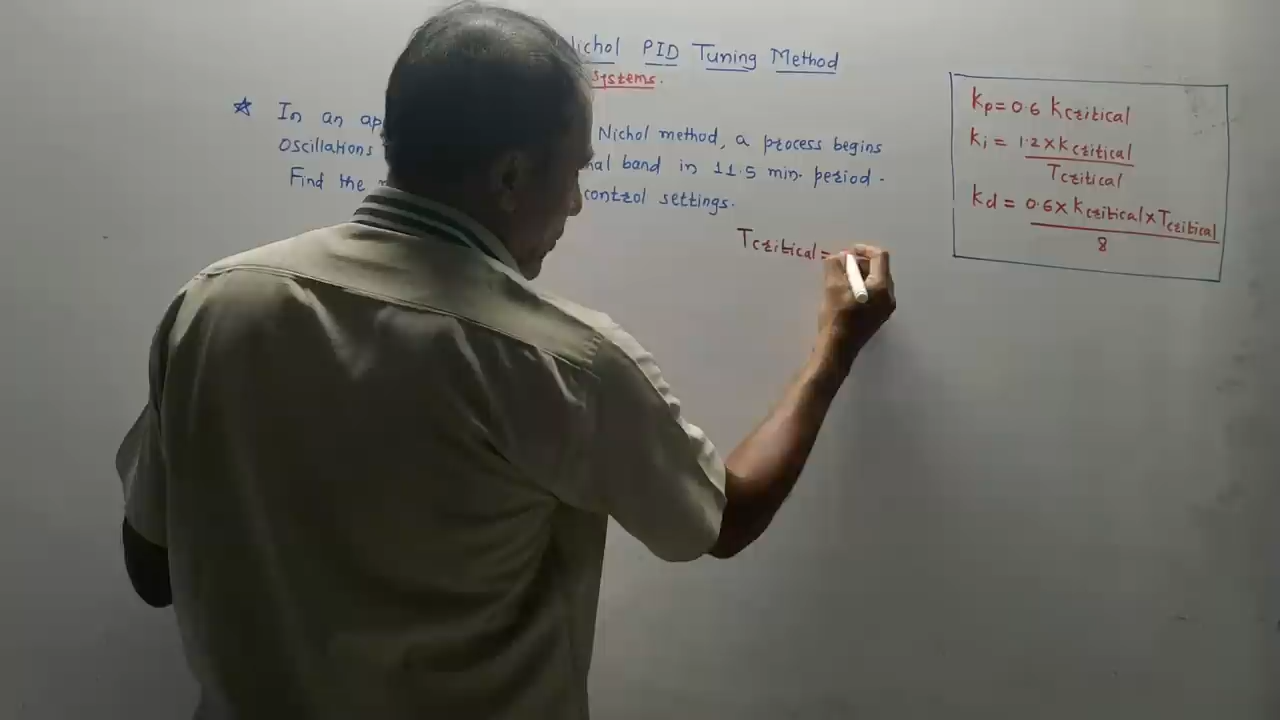 Nichol PID Tuning Method
systems.
☆ In an ap Nichol method, a process begins
Oscillations nal band in 11.5 min. period.
Find the control settings.
Tcritical =
Kp = 0.6 Kcritical
Ki = 1.2 x Kcritical
Tcritical
Kd = 0.6 x Kcritical x Tcritical
8